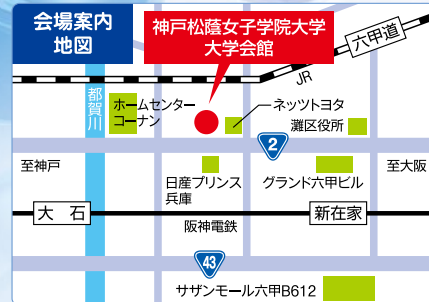 会場案内
地図
神戸松蔭女子学院大学
大学会館
六甲道
JR
都賀川
ホームセンター
コーナン
ネッツトヨタ
灘区役所
2
至神戸
日産プリンス
兵庫
グランド六甲ビル
至大阪
大石
阪神電鉄
新在家
43
サザンモール六甲B612